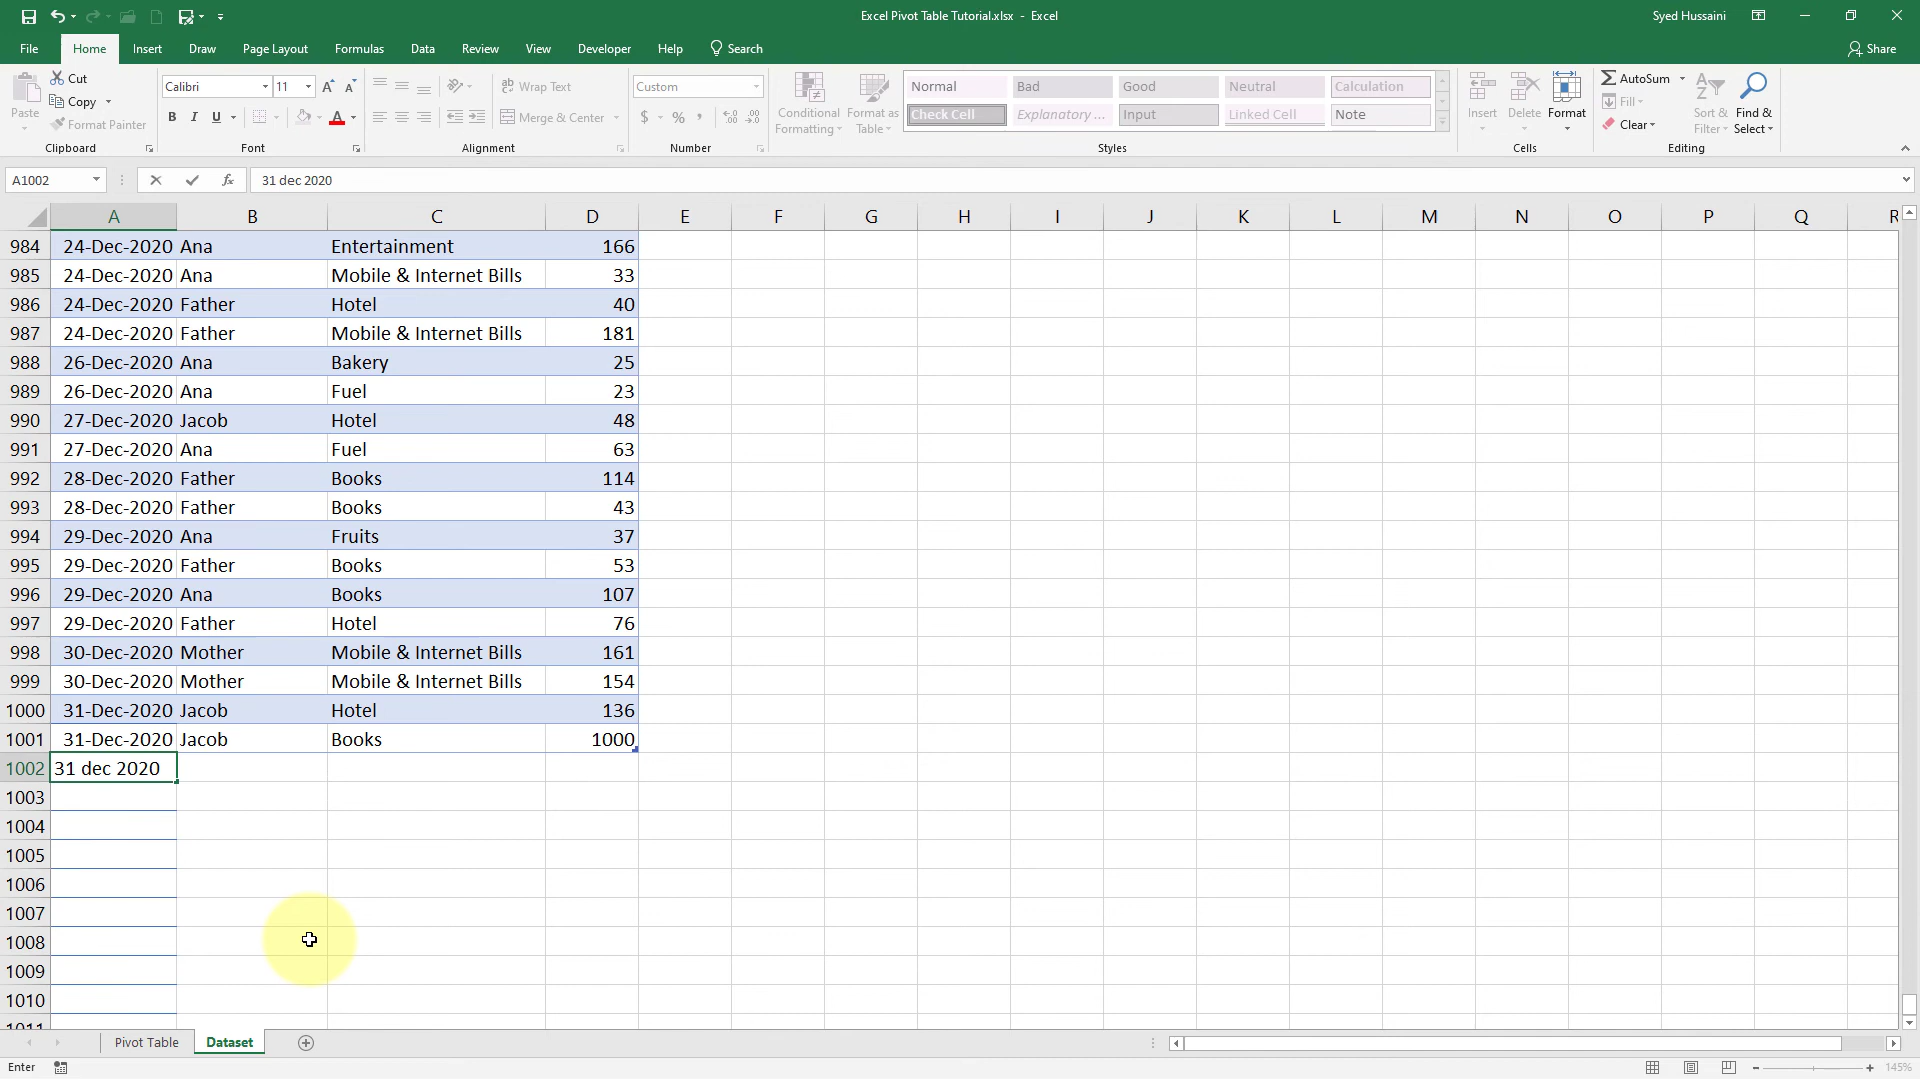 Excel Pivot Table Tutorial.xlsx - Excel
Syed Hussaini
File Home Insert Draw Page Layout Formulas Data Review View Developer Help Search Share
Paste
Cut
Copy
Format Painter
Clipboard
Calibri 11
B I U
Font
Wrap Text
Merge & Center
Alignment
Custom
$ % ,
Number
Conditional Formatting
Format as Table
Normal Bad Good Neutral Calculation
Check Cell Explanatory ... Input Linked Cell Note
Styles
Insert Delete Format
Cells
AutoSum
Fill
Clear
Sort & Filter
Find & Select
Editing
A1002 fx 31 dec 2020
A B C D E F G H I J K L M N O P Q R
984 24-Dec-2020 Ana Entertainment 166
985 24-Dec-2020 Ana Mobile & Internet Bills 33
986 24-Dec-2020 Father Hotel 40
987 24-Dec-2020 Father Mobile & Internet Bills 181
988 26-Dec-2020 Ana Bakery 25
989 26-Dec-2020 Ana Fuel 23
990 27-Dec-2020 Jacob Hotel 48
991 27-Dec-2020 Ana Fuel 63
992 28-Dec-2020 Father Books 114
993 28-Dec-2020 Father Books 43
994 29-Dec-2020 Ana Fruits 37
995 29-Dec-2020 Father Books 53
996 29-Dec-2020 Ana Books 107
997 29-Dec-2020 Father Hotel 76
998 30-Dec-2020 Mother Mobile & Internet Bills 161
999 30-Dec-2020 Mother Mobile & Internet Bills 154
1000 31-Dec-2020 Jacob Hotel 136
1001 31-Dec-2020 Jacob Books 1000
1002 31 dec 2020
1003
1004
1005
1006
1007
1008
1009
1010
1011
Pivot Table Dataset
Enter
145%